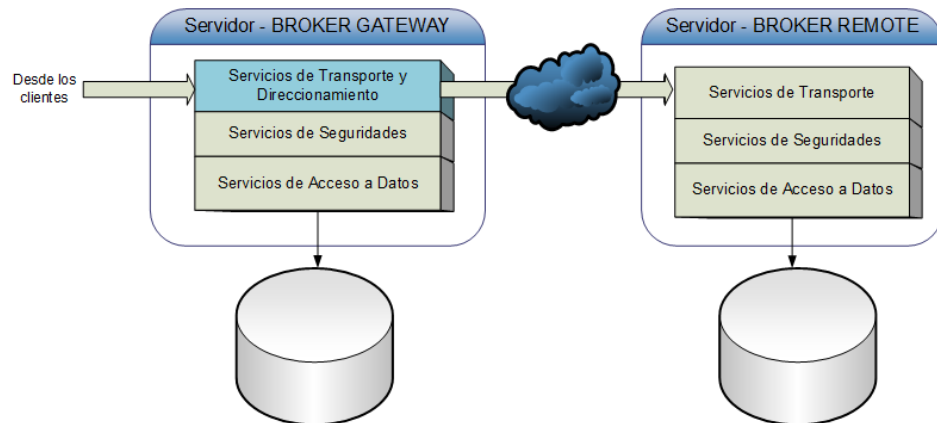 Servidor - BROKER GATEWAY
Servidor - BROKER REMOTE
Desde los
clientes
Servicios de Transporte y
Direccionamiento
Servicios de Seguridades
Servicios de Acceso a Datos
Servicios de Transporte
Servicios de Seguridades
Servicios de Acceso a Datos